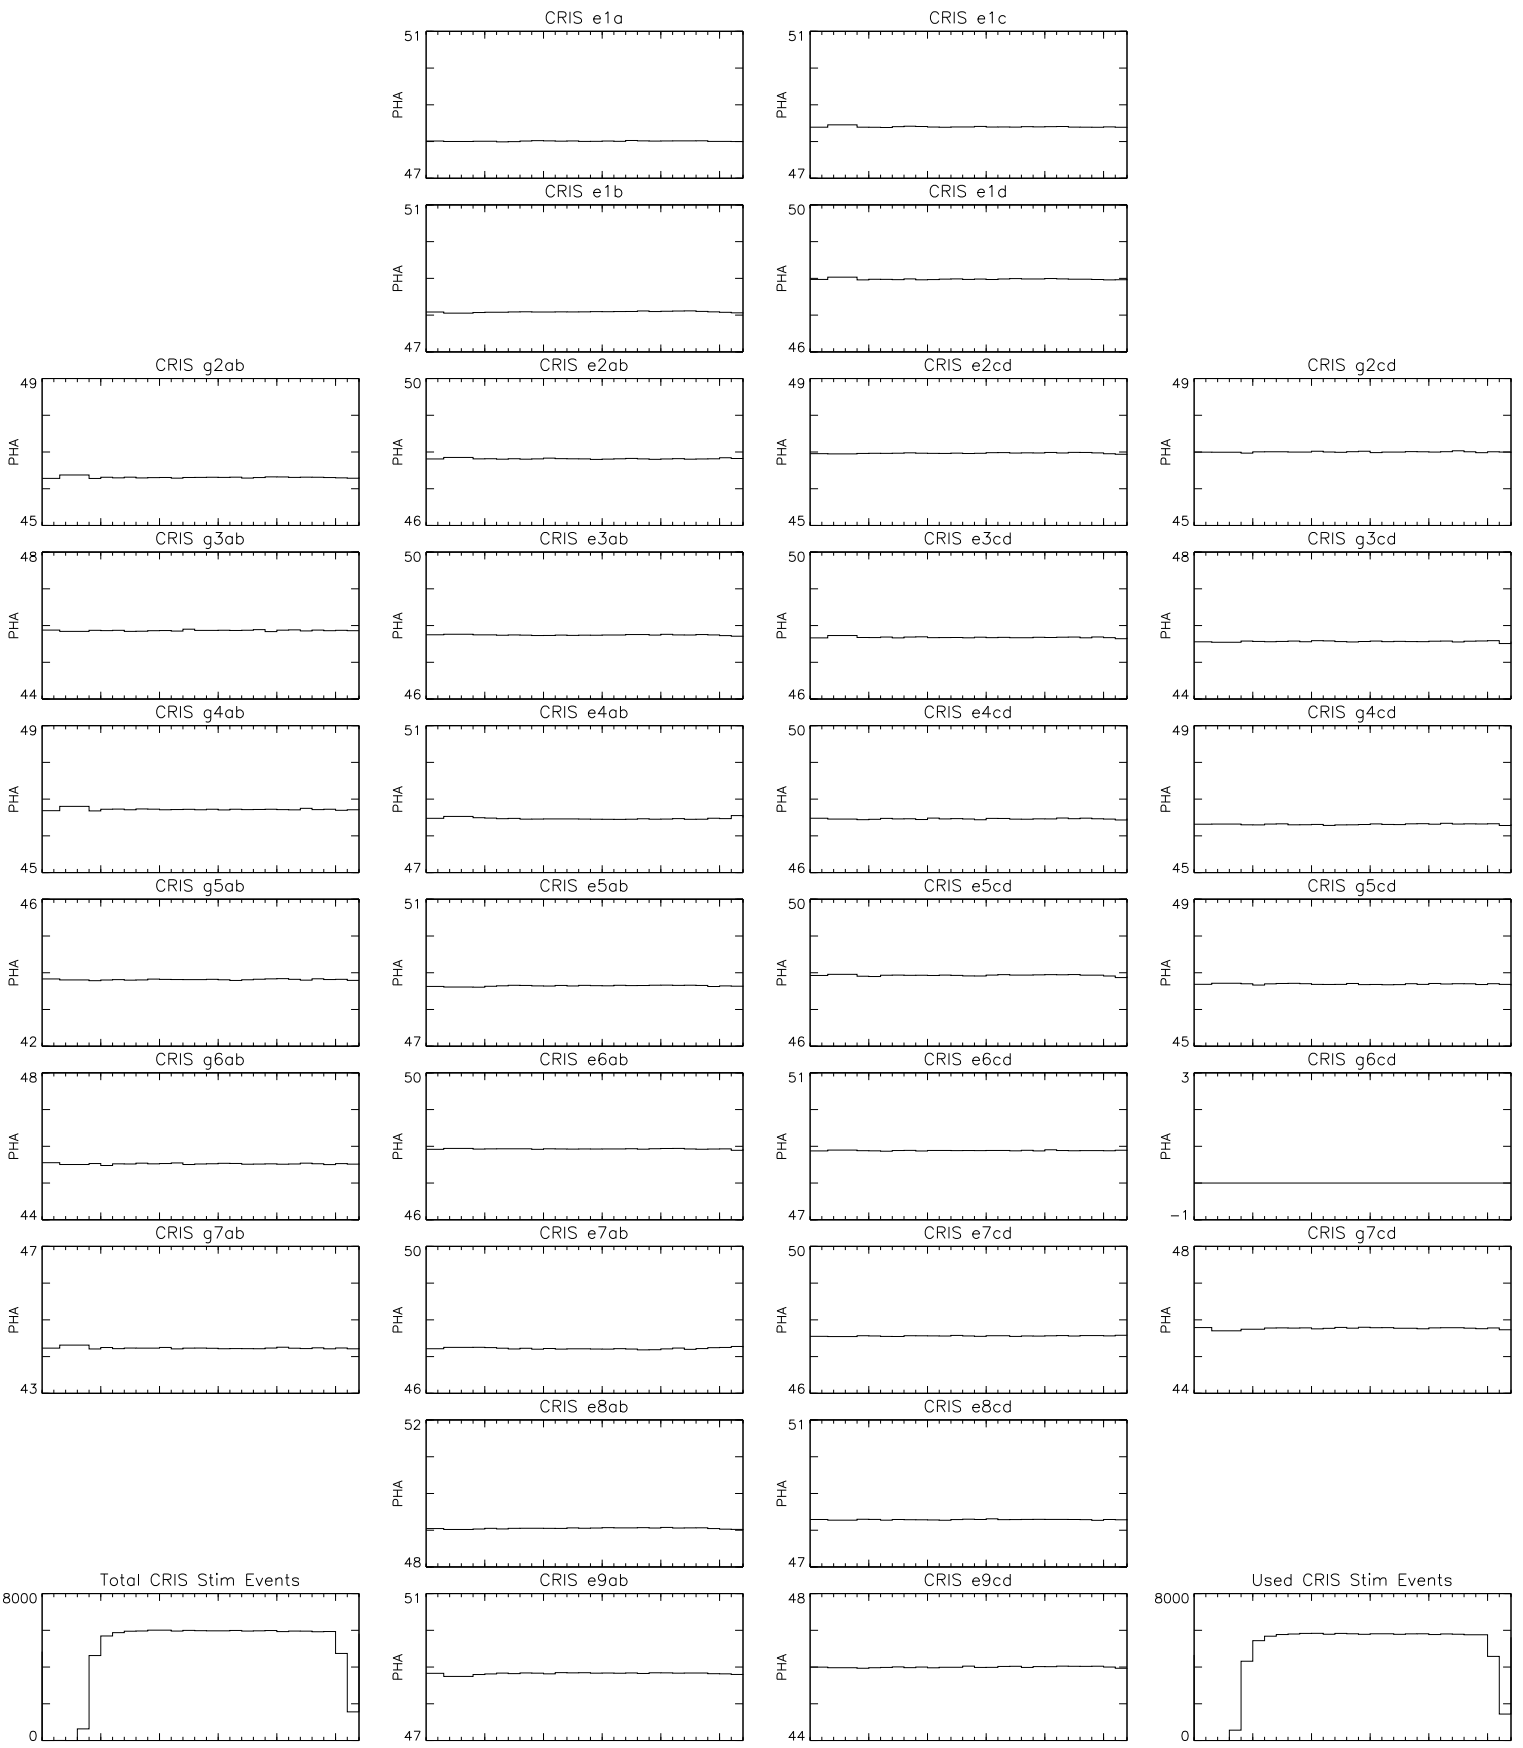 CRIS e1a
51
PHA
47
CRIS e1c
51
PHA
47
CRIS e1b
51
PHA
47
CRIS e1d
50
PHA
46
CRIS g2ab
49
PHA
45
CRIS e2ab
50
PHA
46
CRIS e2cd
49
PHA
45
CRIS g2cd
49
PHA
45
CRIS g3ab
48
PHA
44
CRIS e3ab
50
PHA
46
CRIS e3cd
50
PHA
46
CRIS g3cd
48
PHA
44
CRIS g4ab
49
PHA
45
CRIS e4ab
51
PHA
47
CRIS e4cd
50
PHA
46
CRIS g4cd
49
PHA
45
CRIS g5ab
46
PHA
42
CRIS e5ab
51
PHA
47
CRIS e5cd
50
PHA
46
CRIS g5cd
49
PHA
45
CRIS g6ab
48
PHA
44
CRIS e6ab
50
PHA
46
CRIS e6cd
51
PHA
47
CRIS g6cd
3
PHA
-1
CRIS g7ab
47
PHA
43
CRIS e7ab
50
PHA
46
CRIS e7cd
50
PHA
46
CRIS g7cd
48
PHA
44
CRIS e8ab
52
PHA
48
CRIS e8cd
51
PHA
47
Total CRIS Stim Events
8000
0
CRIS e9ab
51
PHA
47
CRIS e9cd
48
PHA
44
Used CRIS Stim Events
8000
0